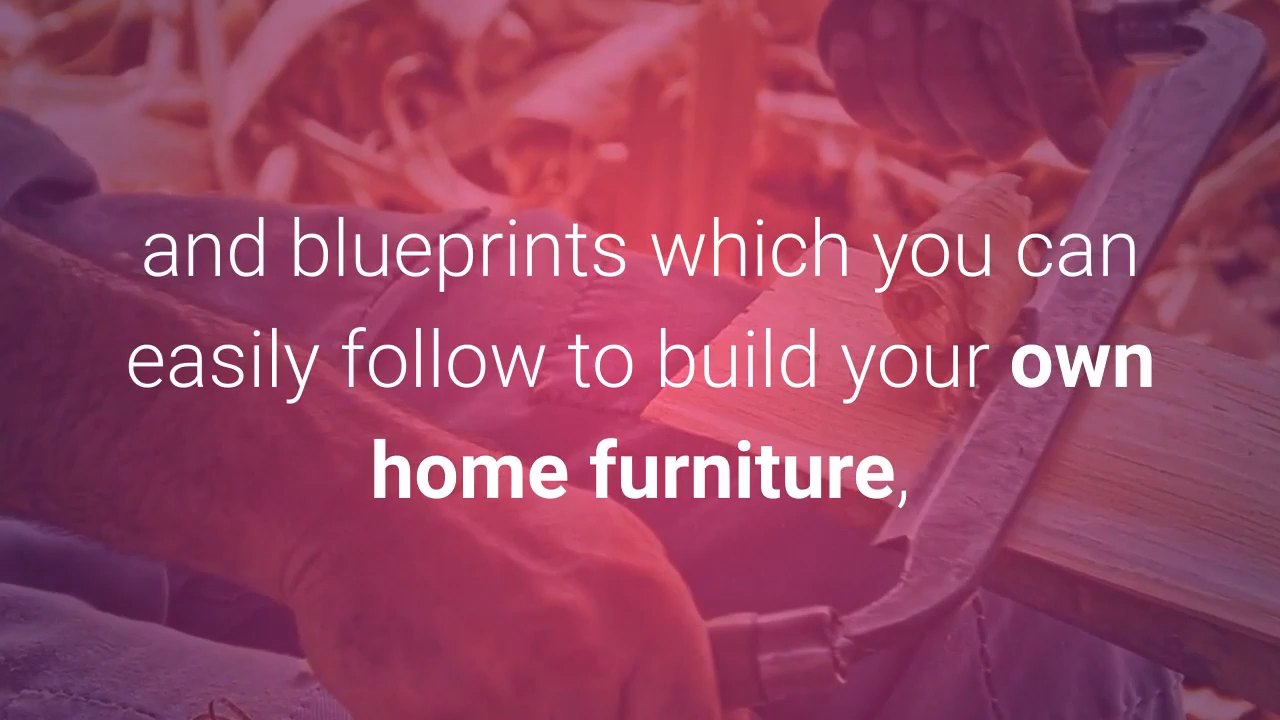 and blueprints which you can
easily follow to build your own
home furniture,